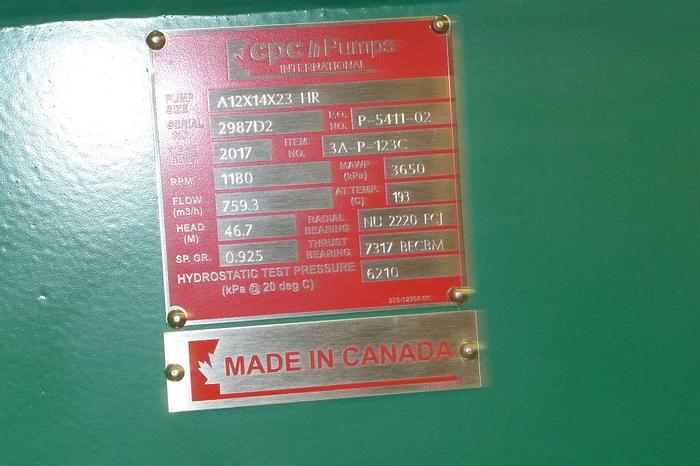 cpc Pumps
INTERNATIONAL
PUMP SIZE A12X14X23 HR
SERIAL NO. 2987D2 P.O. NO. P-5411-02
YEAR BUILT 2017 ITEM NO. 3A-P-123C
RPM 1180 MAWP (kPa) 3650
FLOW (m3/h) 759.3 AT TEMP. (C) 193
HEAD (M) 46.7 RADIAL BEARING NU 2220 ECJ
SP. GR. 0.925 THRUST BEARING 7317 BECBM
HYDROSTATIC TEST PRESSURE 6210
(kPa @ 20 deg C)
MADE IN CANADA